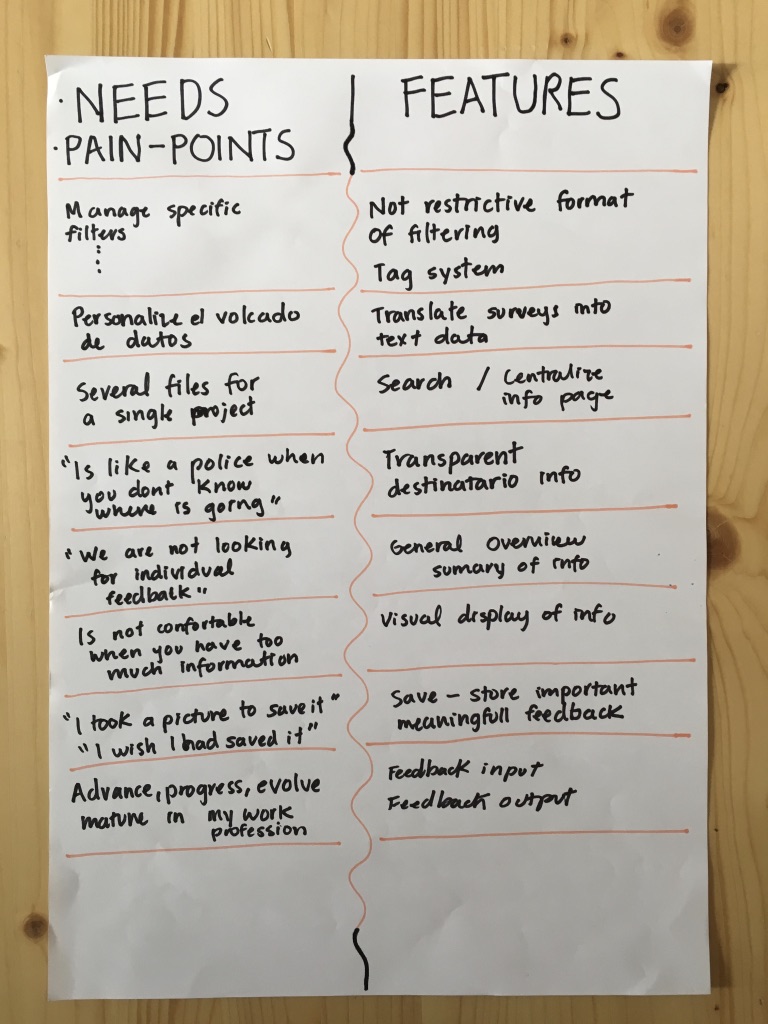 · NEEDS
· PAIN-POINTS
FEATURES
Manage specific
filters
Not restrictive format
of filtering
Tag system
Personalize el volcado
de datos
Translate surveys into
text data
Several files for
a single project
Search / Centralize
info page
"Is like a police when
you dont know
where is going"
Transparent
destinatario info
"We are not looking
for individual
feedback"
General Overview
sumary of info
Is not confortable
when you have too
much information
Visual display of info
"I took a picture to save it"
"I wish I had saved it"
Save - store important
meaningfull feedback
Advance, progress, evolve
mature in my work
profession
Feedback input
Feedback output